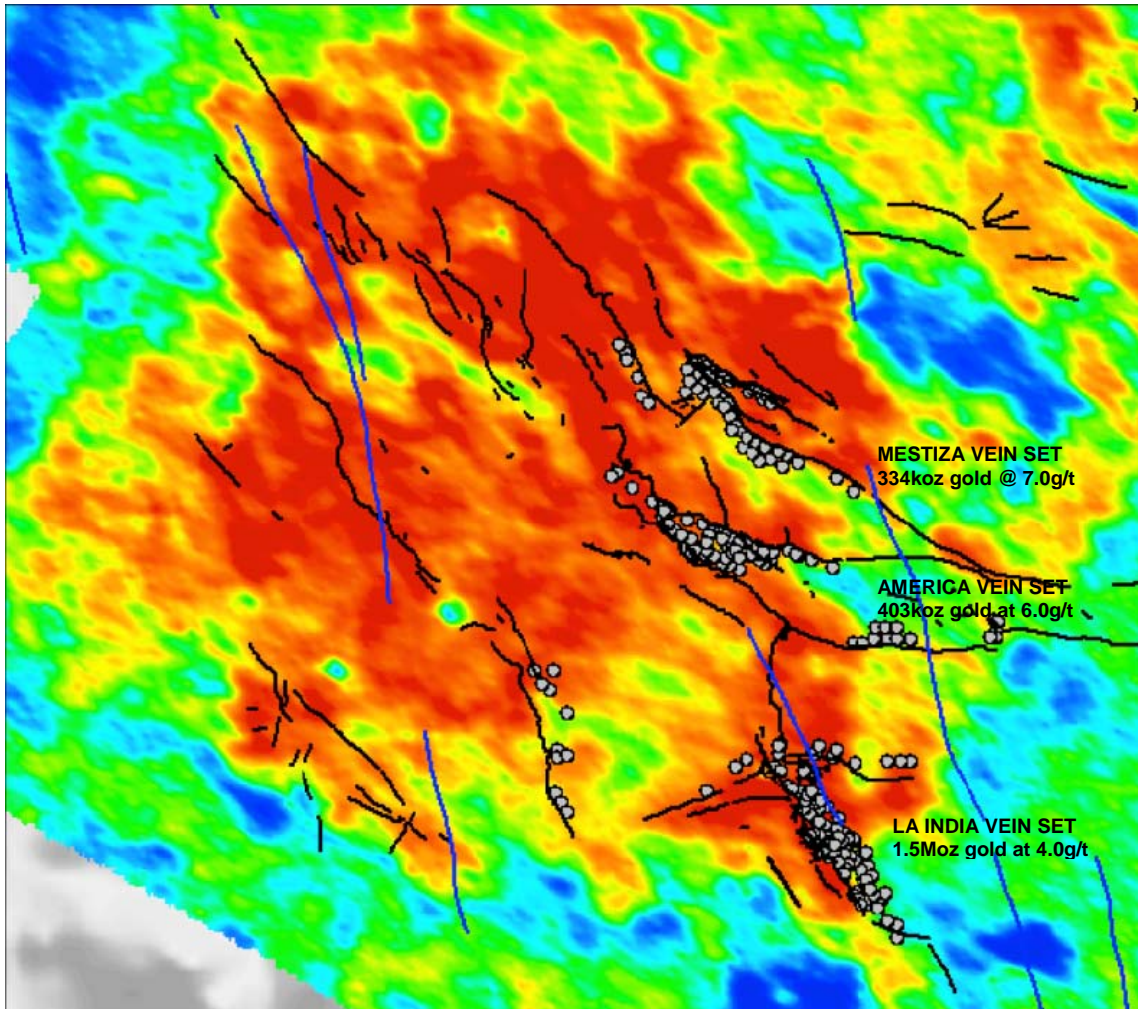 MESTIZA VEIN SET
334koz gold @ 7.0g/t
AMERICA VEIN SET
403koz gold at 6.0g/t
LA INDIA VEIN SET
1.5Moz gold at 4.0g/t